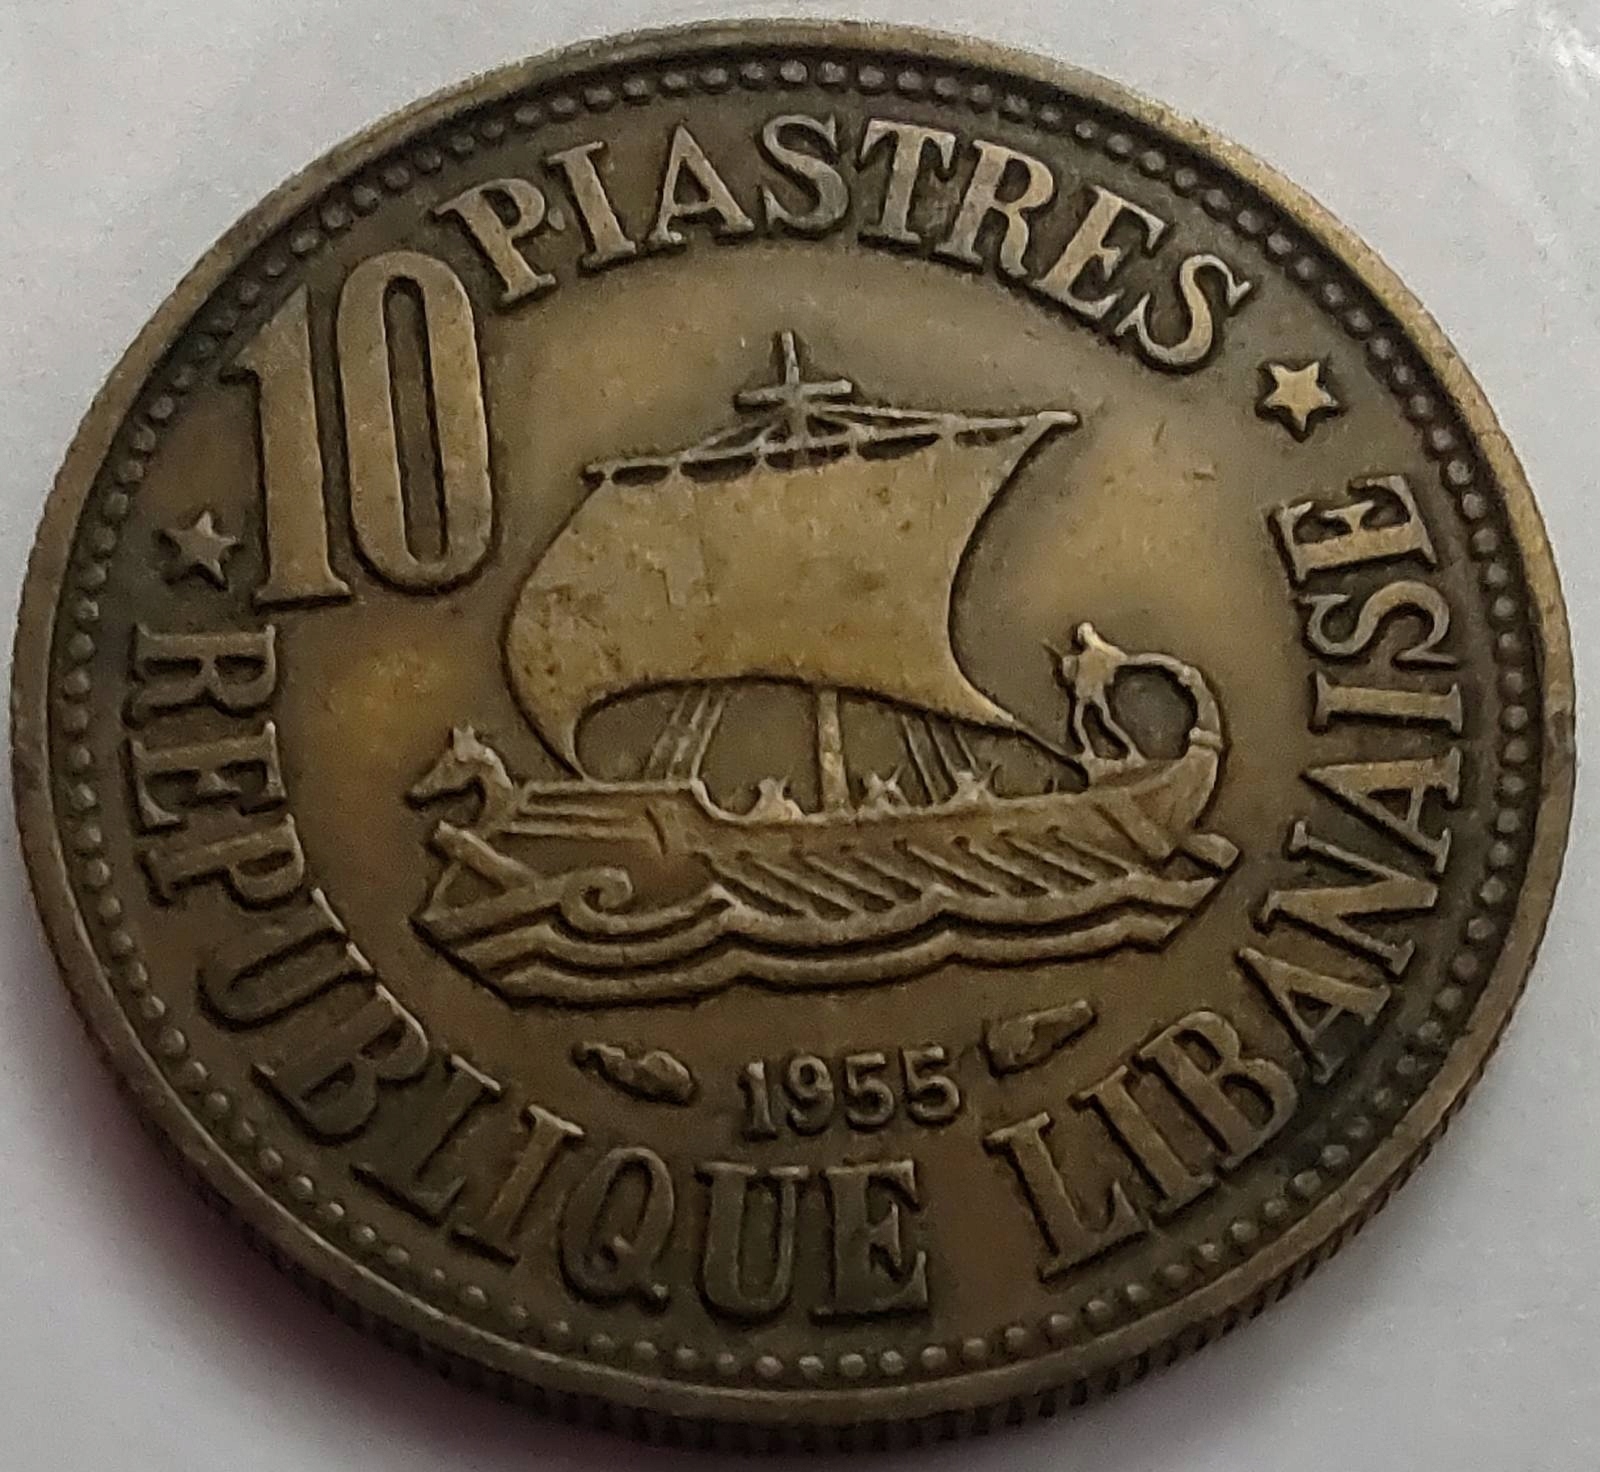 10 PIASTRES
1955
REPUBLIQUE LIBANAISE